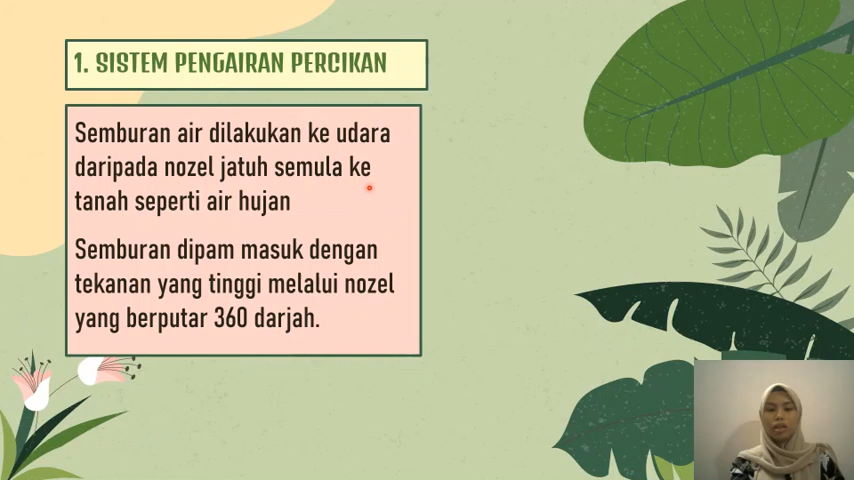 1. SISTEM PENGAIRAN PERCIKAN
Semburan air dilakukan ke udara
daripada nozel jatuh semula ke
tanah seperti air hujan
Semburan dipam masuk dengan
tekanan yang tinggi melalui nozel
yang berputar 360 darjah.